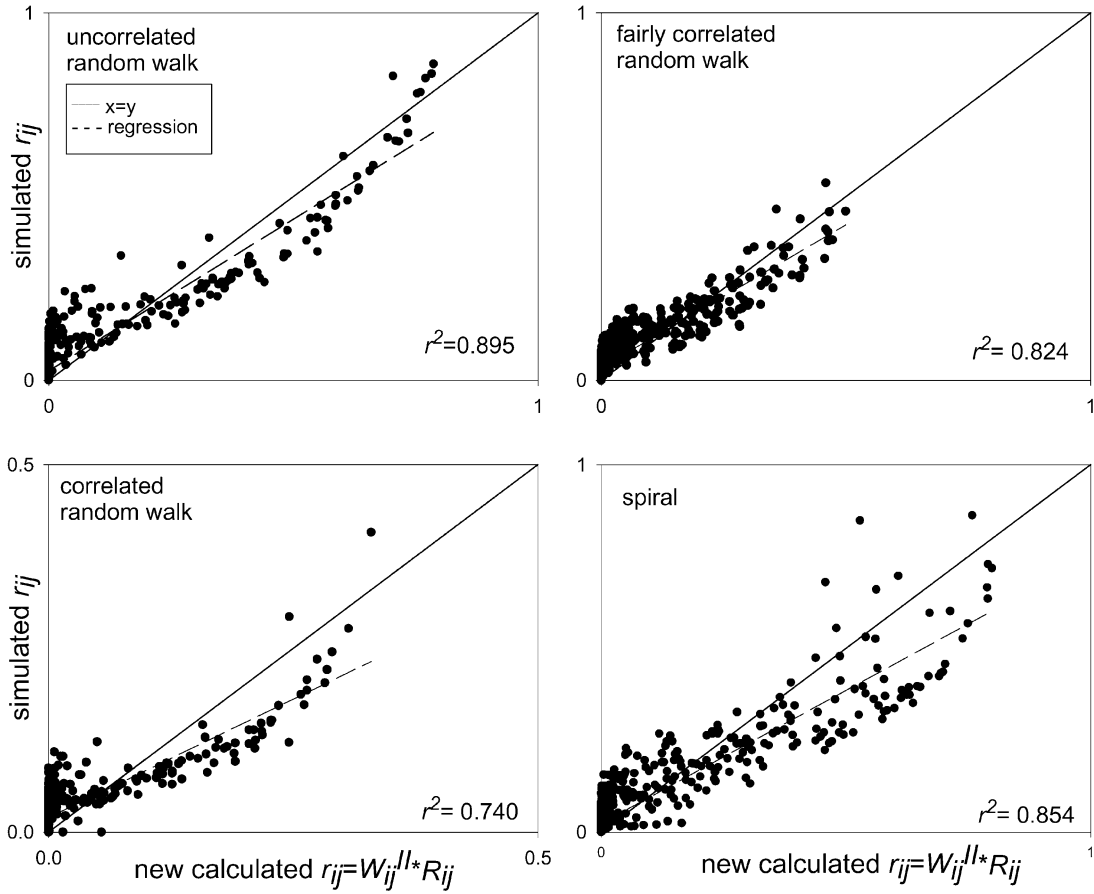 1
uncorrelated
random walk
x=y
regression
simulated rij
r2=0.895
0
0
1
fairly correlated
random walk
1
r2= 0.824
0
0
1
0.5
correlated
random walk
simulated rij
r2= 0.740
0.0
0.0
0.5
new calculated rij=WijII*Rij
1
spiral
r2= 0.854
0
0
1
new calculated rij=WijII*Rij